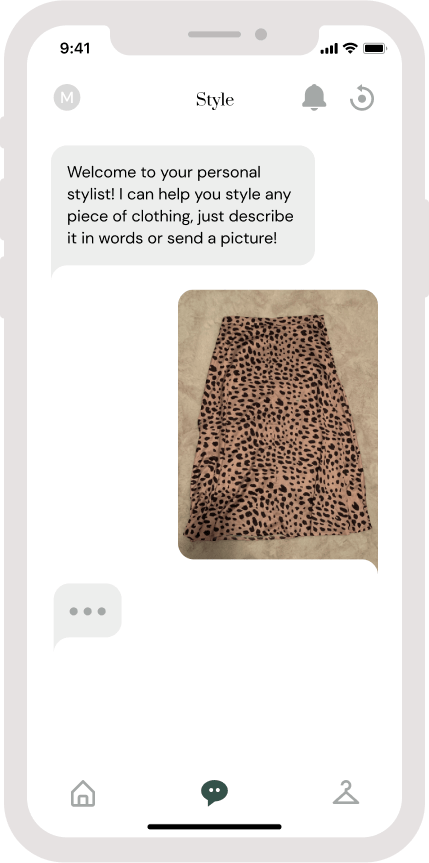 9:41
M
Style
Welcome to your personal
stylist! I can help you style any
piece of clothing, just describe
it in words or send a picture!